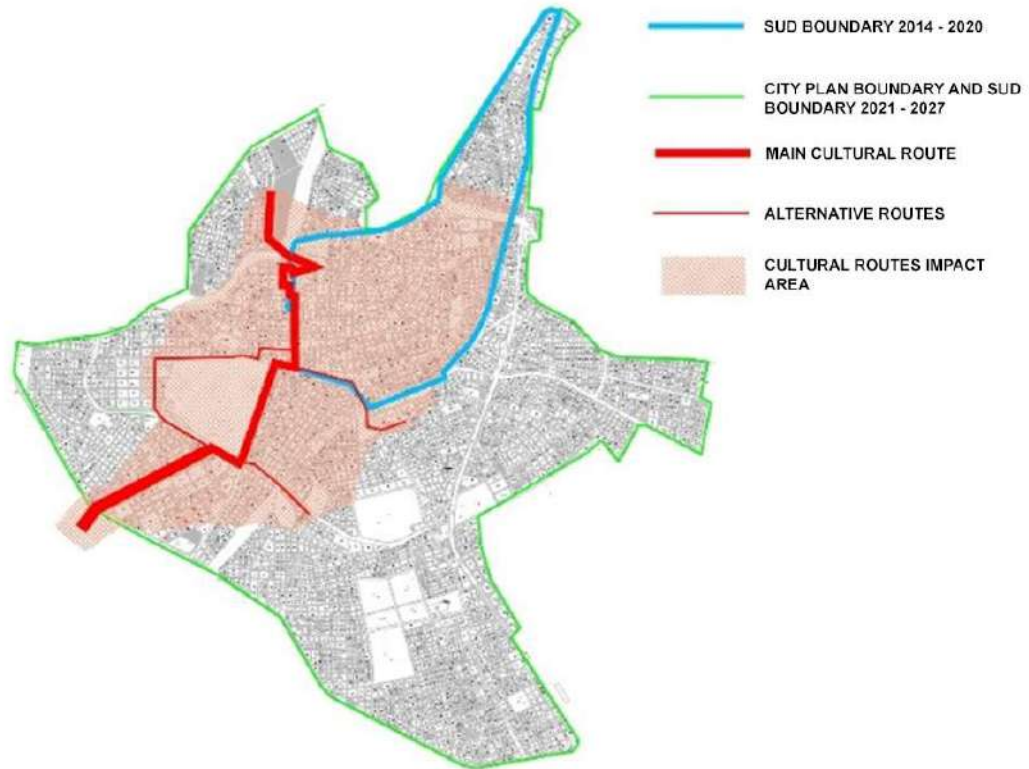 SUD BOUNDARY 2014 - 2020
CITY PLAN BOUNDARY AND SUD
BOUNDARY 2021 - 2027
MAIN CULTURAL ROUTE
ALTERNATIVE ROUTES
CULTURAL ROUTES IMPACT
AREA